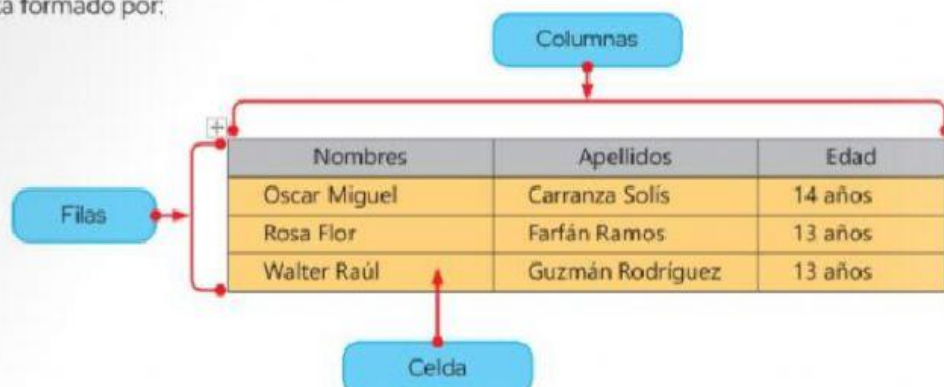 formado por:
Columnas
Nombres Apellidos Edad
Oscar Miguel Carranza Solís 14 años
Filas
Rosa Flor Farfán Ramos 13 años
Walter Raúl Guzmán Rodríguez 13 años
Celda